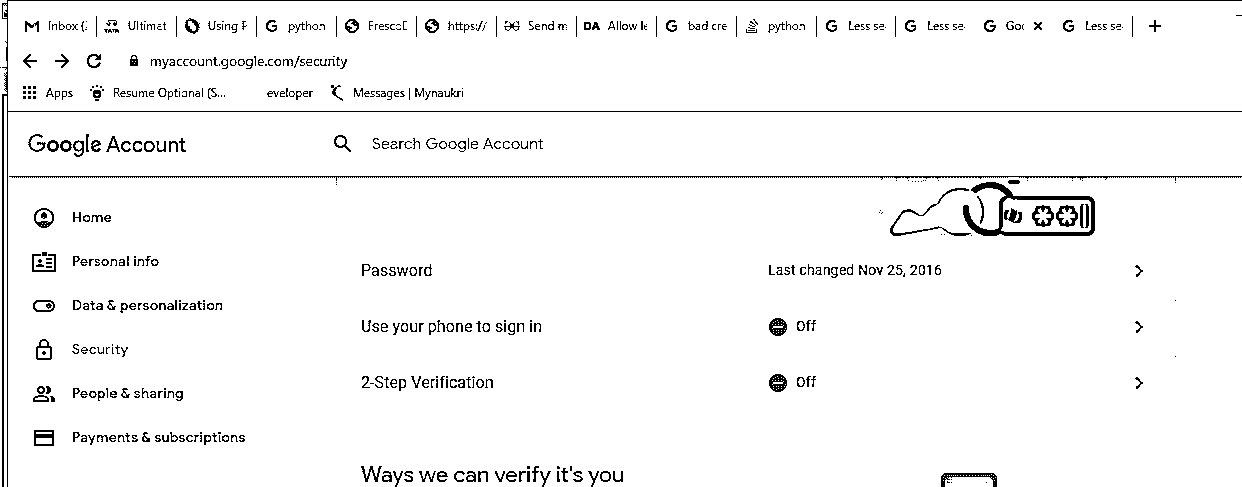 Inbox (2 Ultimat Using P python FrescoD https:// Send m DA Allow le bad cre python Less se Less se Goo Less se
myaccount.google.com/security
Apps Resume Optional (S... eveloper Messages | Mynaukri
Google Account Search Google Account
Home
Personal info
Password Last changed Nov 25, 2016
Data & personalization
Use your phone to sign in Off
Security
2-Step Verification Off
People & sharing
Payments & subscriptions
Ways we can verify it's you